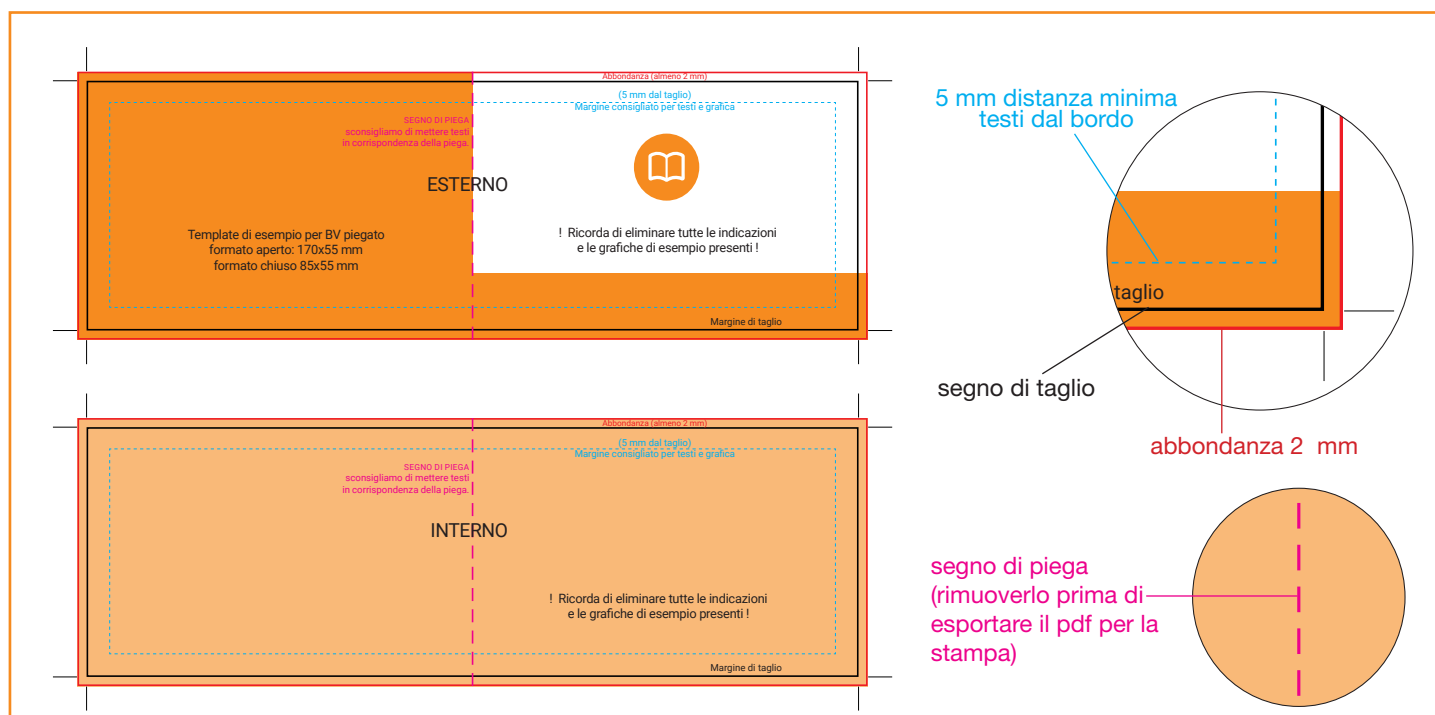 Abbondanza (almeno 2 mm)
(5 mm dal taglio)
Margine consigliato per testi e grafica
SEGNO DI PIEGA
sconsigliamo di mettere testi
in corrispondenza della piega.
ESTERNO
Template di esempio per BV piegato
formato aperto: 170x55 mm
formato chiuso 85x55 mm
! Ricorda di eliminare tutte le indicazioni
e le grafiche di esempio presenti !
Margine di taglio
Abbondanza (almeno 2 mm)
(5 mm dal taglio)
Margine consigliato per testi e grafica
SEGNO DI PIEGA
sconsigliamo di mettere testi
in corrispondenza della piega.
INTERNO
! Ricorda di eliminare tutte le indicazioni
e le grafiche di esempio presenti !
Margine di taglio
5 mm distanza minima
testi dal bordo
taglio
segno di taglio
abbondanza 2 mm
segno di piega
(rimuoverlo prima di
esportare il pdf per la
stampa)